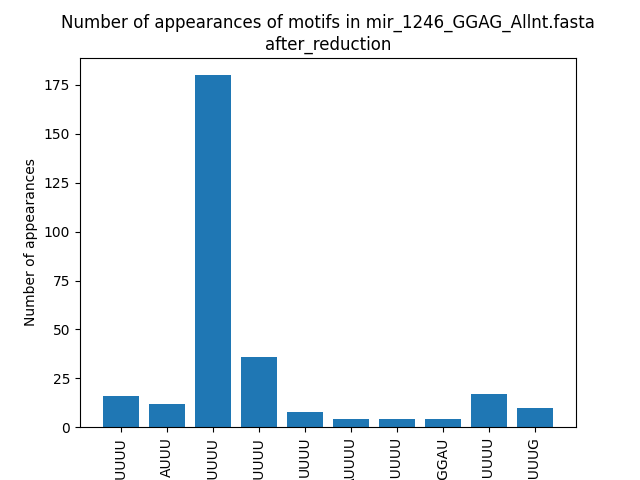 Number of appearances of motifs in mir_1246_GGAG_Allnt.fasta
after_reduction
Number of appearances
175
150
125
100
75
50
25
0
UUUU
AUUU
UUUU
UUUU
UUUU
UUUU
UUUU
GGAU
UUUU
UUUG